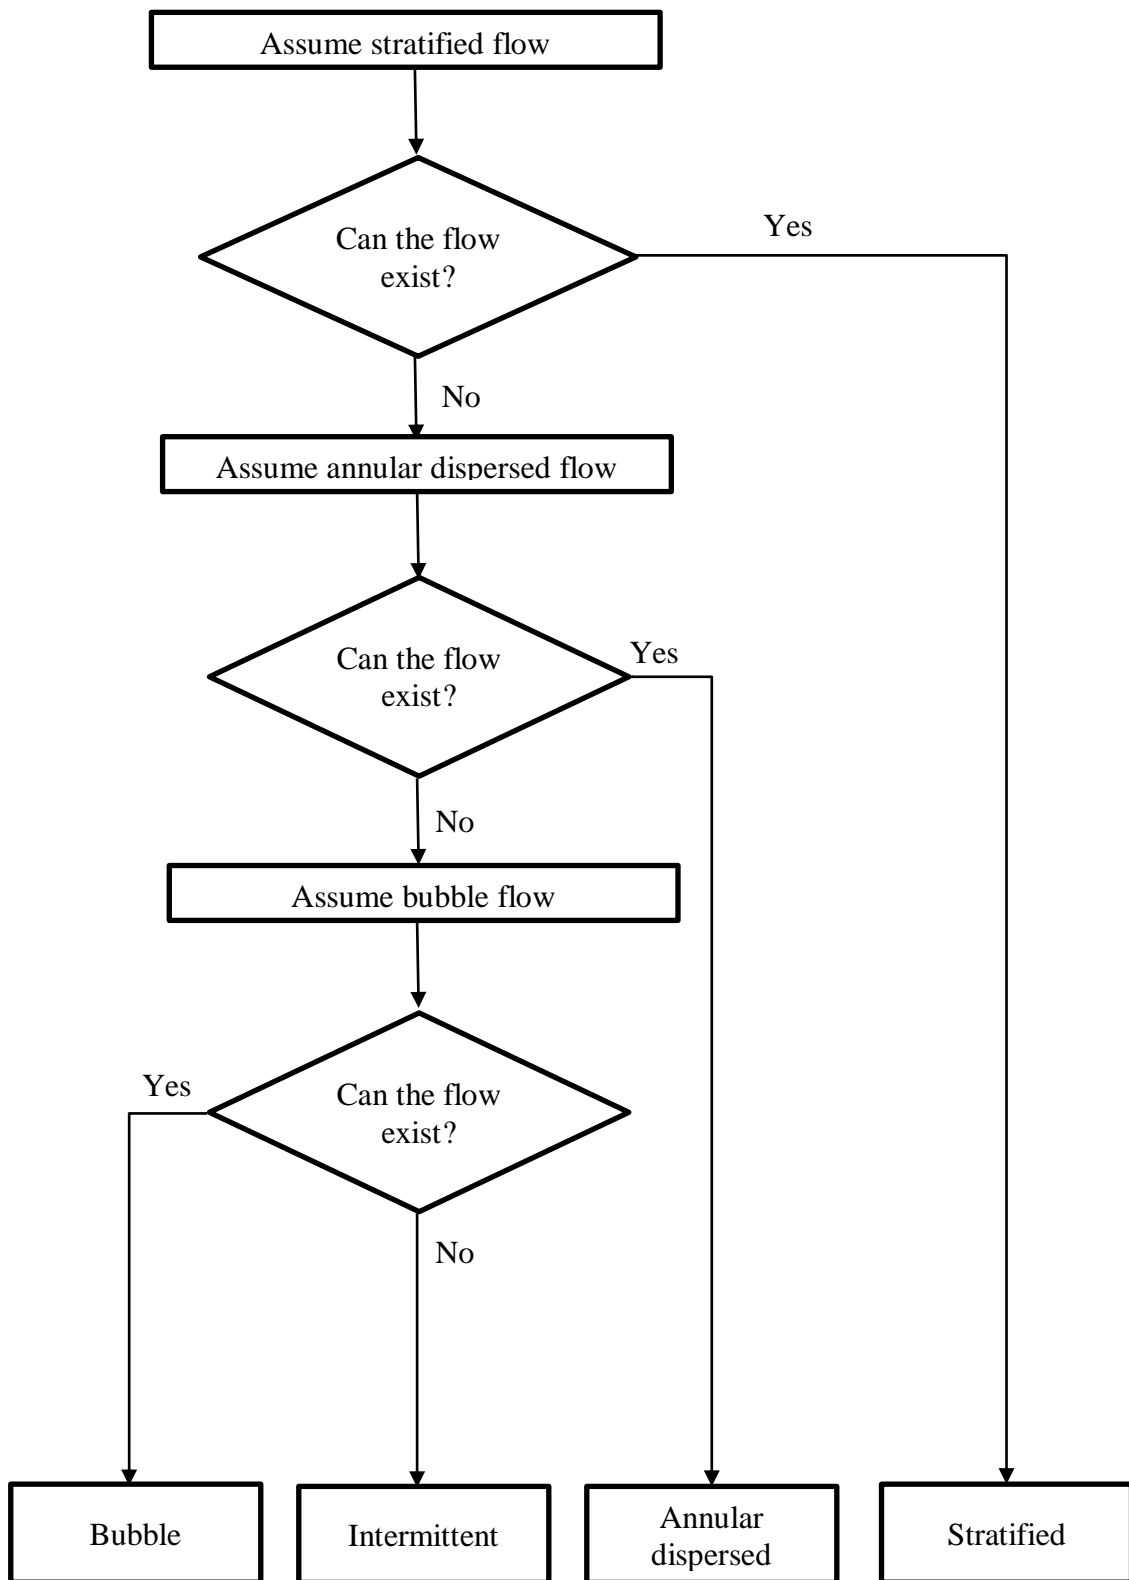 Assume stratified flow
Can the flow
exist?
Yes
No
Assume annular dispersed flow
Can the flow
exist?
Yes
No
Assume bubble flow
Can the flow
exist?
Yes
No
Bubble
Intermittent
Annular
dispersed
Stratified